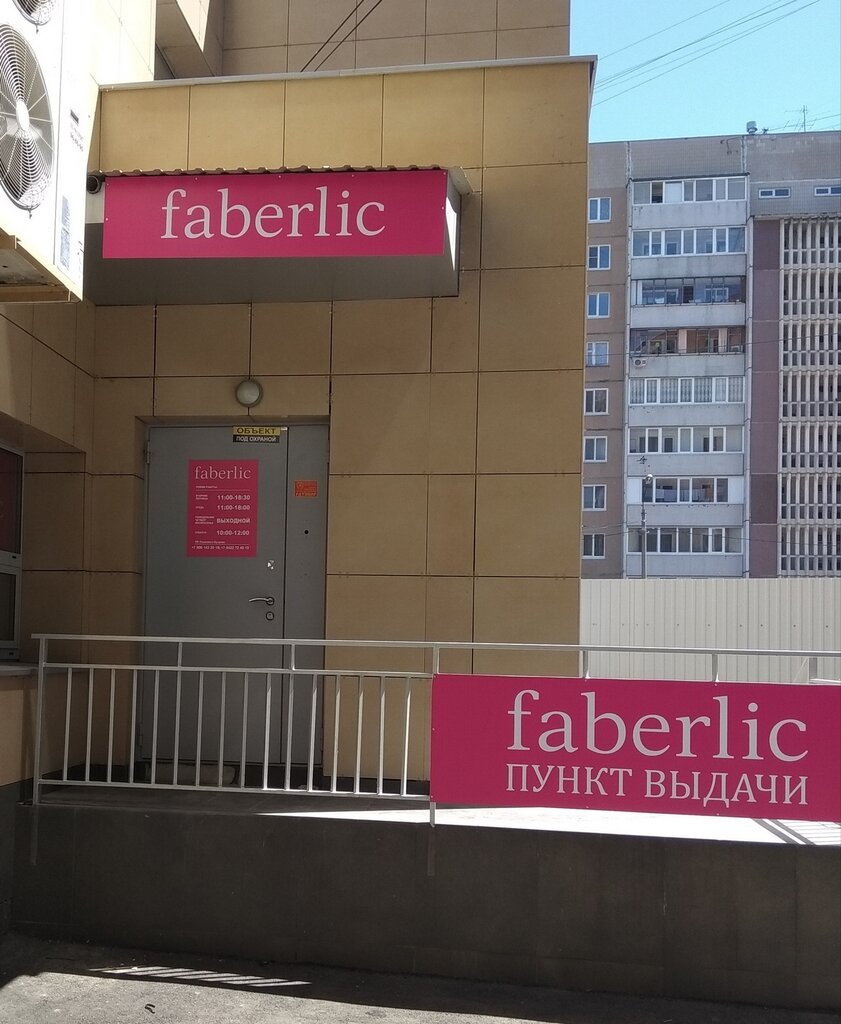 faberlic
ОБЪЕКТ
ПОД ОХРАНОЙ
faberlic
11:00-18:30
11:00-18:00
ВЫХОДНОЙ
10:00-12:00
faberlic
ПУНКТ ВЫДАЧИ